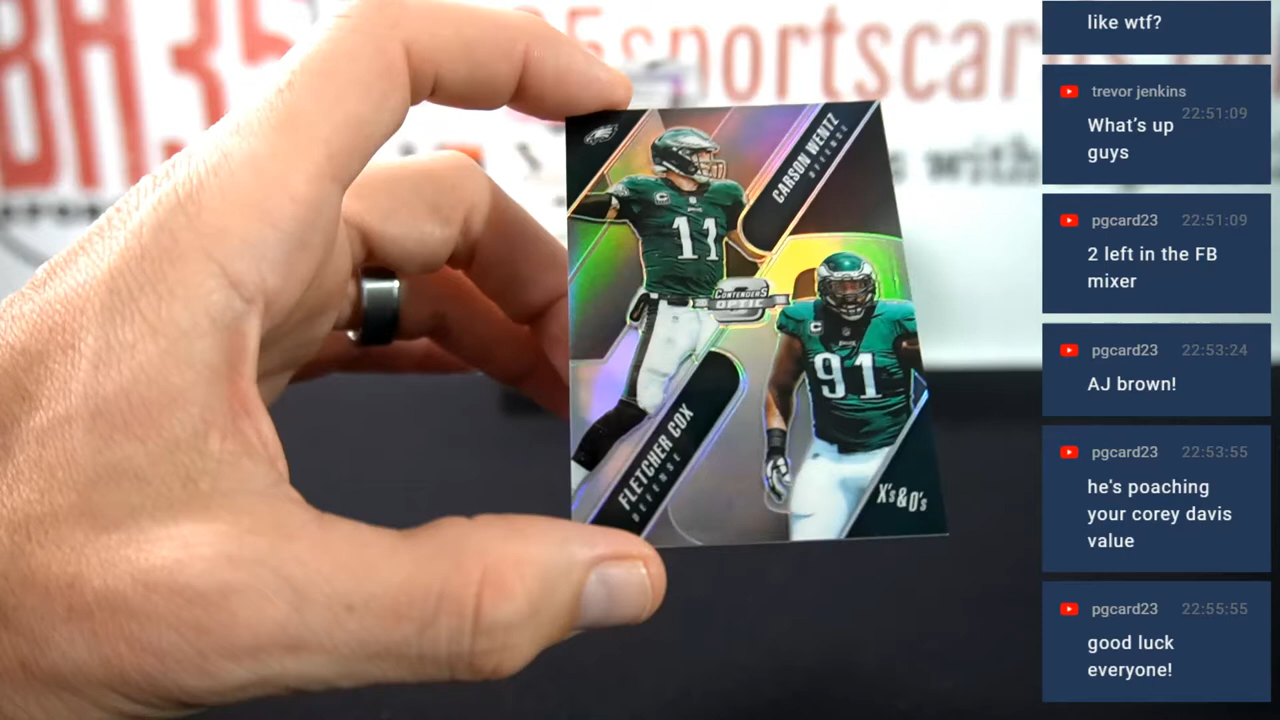 5sportscar
s with
CARSON WENTZ
OFFENSE
11
CONTENDERS
OPTIC
91
FLETCHER COX
DEFENSE
X's & O's
like wtf?
trevor jenkins
22:51:09
What's up
guys
pgcard23 22:51:09
2 left in the FB
mixer
pgcard23 22:53:24
AJ brown!
pgcard23 22:53:55
he's poaching
your corey davis
value
pgcard23 22:55:55
good luck
everyone!